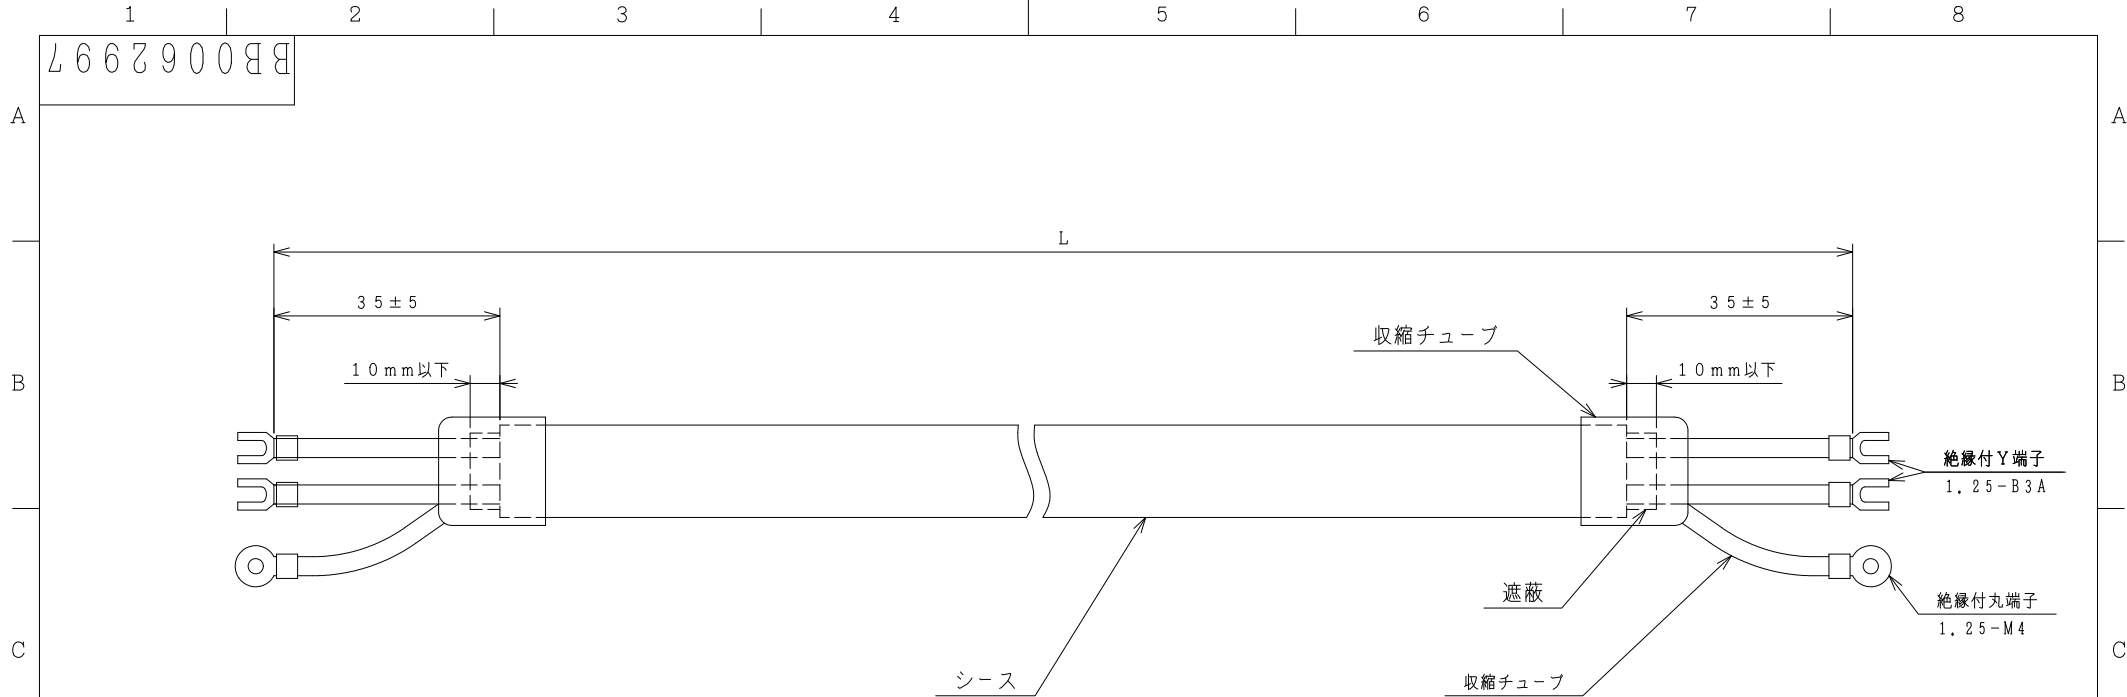 1 2 3 4 5 6 7 8
BB0062997
A A
L
35±5 35±5
収縮チューブ
10mm以下 10mm以下
B B
絶縁付Y端子
1.25-B3A
遮蔽
絶縁付丸端子
1.25-M4
C C
シース 収縮チューブ